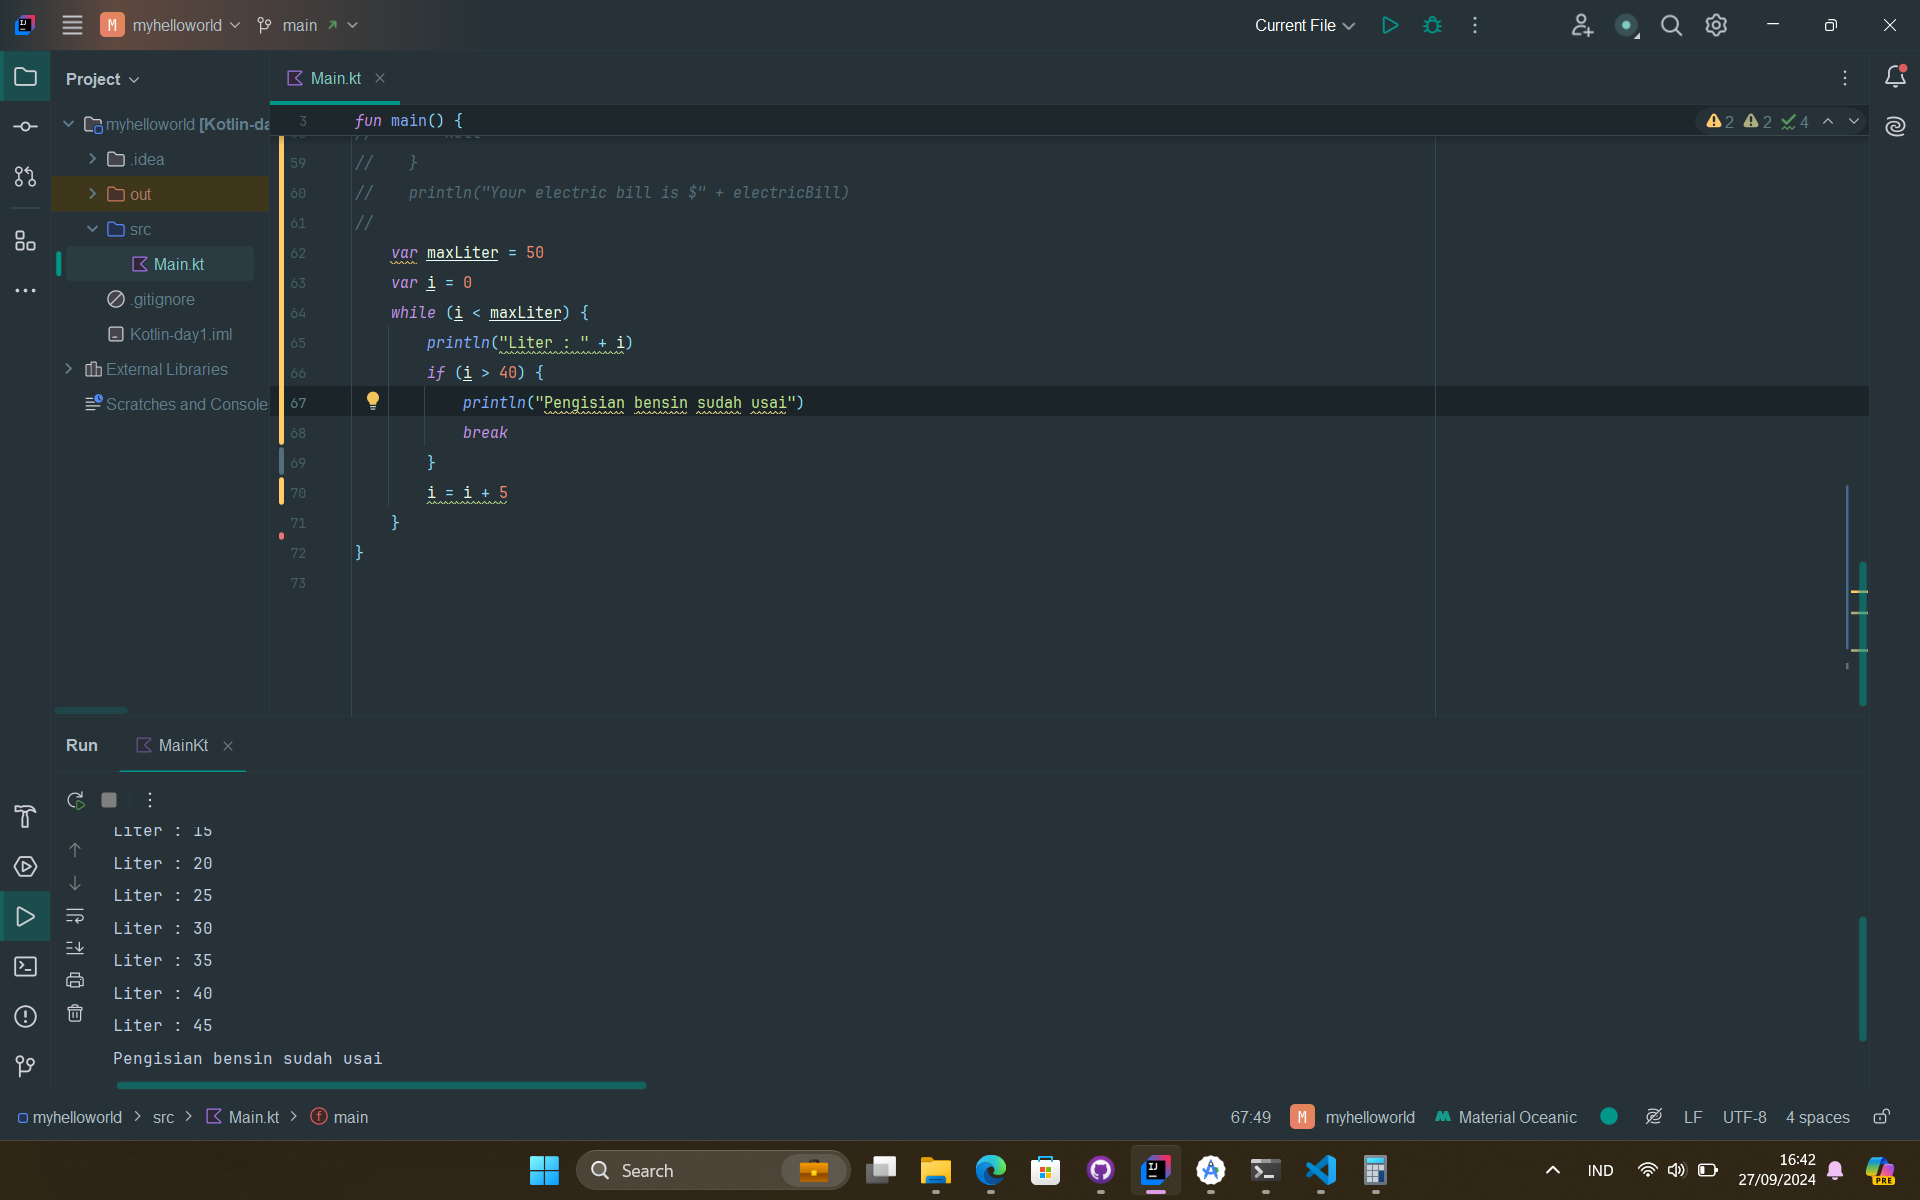 M myhelloworld main Current File
Project
Main.kt
myhelloworld [Kotlin-da
.idea
out
src
Main.kt
.gitignore
Kotlin-day1.iml
External Libraries
Scratches and Console
3 fun main() {
2 2 4
59 // }
60 // println("Your electric bill is $" + electricBill)
61 //
62 var maxLiter = 50
63 var i = 0
64 while (i < maxLiter) {
65 println("Liter : " + i)
66 if (i > 40) {
67 println("Pengisian bensin sudah usai")
68 break
69 }
70 i = i + 5
71 }
72 }
73
Run MainKt
Liter : 15
Liter : 20
Liter : 25
Liter : 30
Liter : 35
Liter : 40
Liter : 45
Pengisian bensin sudah usai
myhelloworld > src > Main.kt > main
67:49 M myhelloworld Material Oceanic LF UTF-8 4 spaces
Search
IND
16:42
27/09/2024
PRE